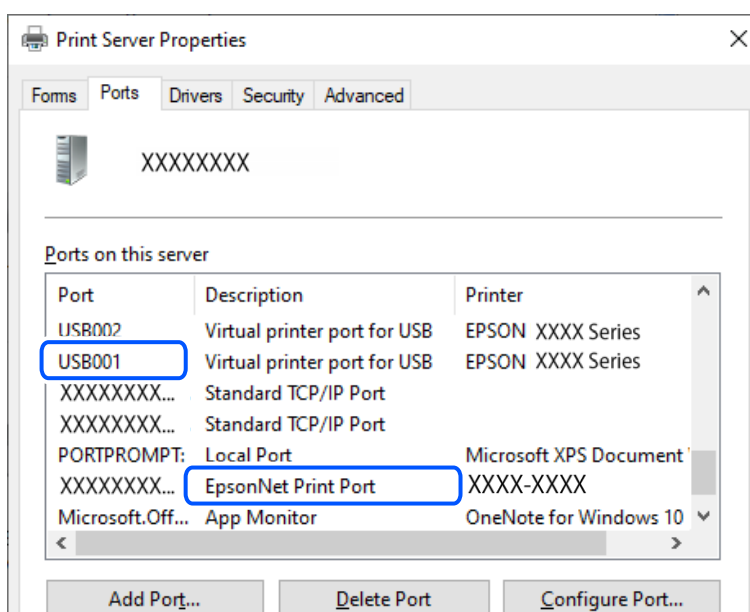 Print Server Properties
Forms Ports Drivers Security Advanced
XXXXXXXX
Ports on this server
Port Description Printer
USB002 Virtual printer port for USB EPSON XXXX Series
USB001 Virtual printer port for USB EPSON XXXX Series
XXXXXXXX... Standard TCP/IP Port
XXXXXXXX... Standard TCP/IP Port
PORTPROMPT: Local Port Microsoft XPS Document
XXXXXXXX... EpsonNet Print Port XXXX-XXXX
Microsoft.Off... App Monitor OneNote for Windows 10
Add Port... Delete Port Configure Port...